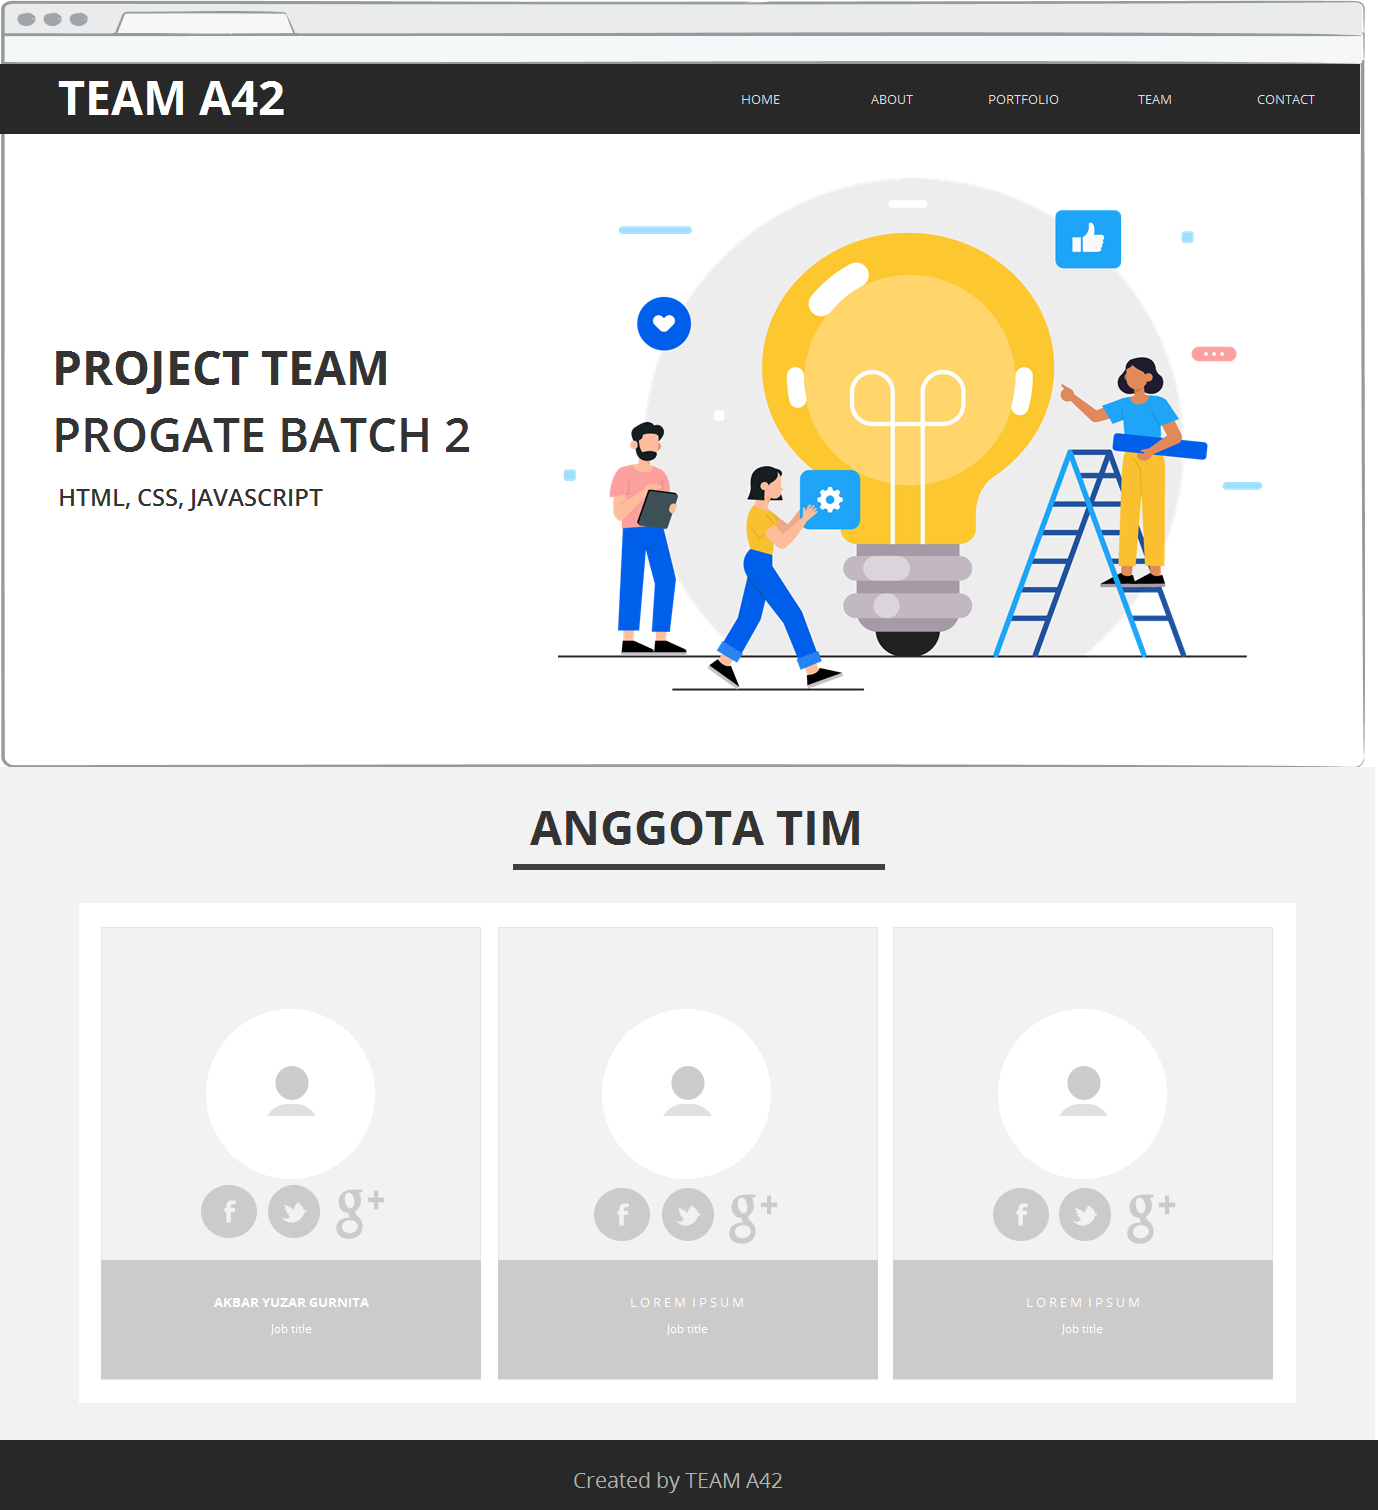 TEAM A42
HOME ABOUT PORTFOLIO TEAM CONTACT
PROJECT TEAM
PROGATE BATCH 2
HTML, CSS, JAVASCRIPT
ANGGOTA TIM
f g+
f g+
f g+
AKBAR YUZAR GURNITA
Job title
LOREM IPSUM
Job title
LOREM IPSUM
Job title
Created by TEAM A42